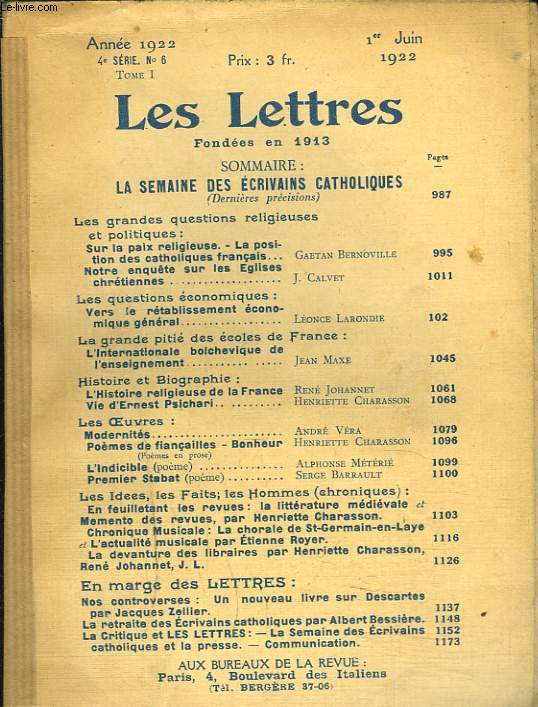 © Le-livre.com
Année 1922
4e SÉRIE. No 6
TOME I
Prix : 3 fr.
1er Juin
1922
Les Lettres
Fondées en 1913
SOMMAIRE :
Pages
LA SEMAINE DES ÉCRIVAINS CATHOLIQUES
(Dernières précisions) 987
Les grandes questions religieuses
et politiques :
Sur la paix religieuse. - La posi-
tion des catholiques français... GAETAN BERNOVILLE 995
Notre enquête sur les Eglises
chrétiennes .................. J. CALVET 1011
Les questions économiques :
Vers le rétablissement écono-
mique général................ LÉONCE LARONDIE 102
La grande pitié des écoles de France :
L'Internationale bolchevique de
l'enseignement .......... ..... JEAN MAXE 1045
Histoire et Biographie :
L'Histoire religieuse de la France RENÉ JOHANNET 1061
Vie d'Ernest Psichari.. .......... HENRIETTE CHARASSON 1068
Les Œuvres :
Modernités..................... ANDRÉ VÉRA 1079
Poèmes de fiançailles - Bonheur HENRIETTE CHARASSON 1096
(Poèmes en prose)
L'Indicible (poème) .............. ALPHONSE MÉTÉRIÉ 1099
Premier Stabat (poème) .......... SERGE BARRAULT 1100
Les Idees, les Faits; les Hommes (chroniques) :
En feuilletant les revues : la littérature médiévale et
Memento des revues, par Henriette Charasson. 1103
Chronique Musicale : La chorale de St-Germain-en-Laye
et L'actualité musicale par Étienne Royer. 1116
La devanture des libraires par Henriette Charasson,
René Johannet, J. L. 1126
En marge des LETTRES :
Nos controverses : Un nouveau livre sur Descartes
par Jacques Zeiller. 1137
La retraite des Écrivains catholiques par Albert Bessière. 1148
La Critique et LES LETTRES : — La Semaine des Écrivains 1152
catholiques et la presse. — Communication. 1173
AUX BUREAUX DE LA REVUE :
Paris, 4, Boulevard des Italiens
(TÉL. BERGÈRE 37-06)